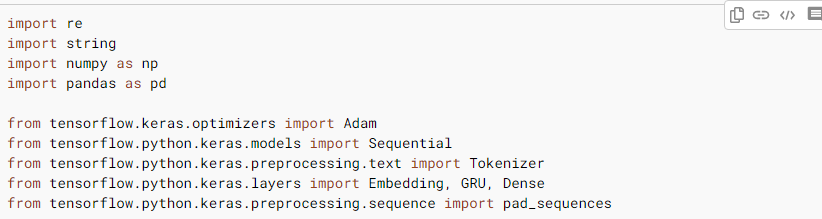 import re
import string
import numpy as np
import pandas as pd
from tensorflow.keras.optimizers import Adam
from tensorflow.python.keras.models import Sequential
from tensorflow.python.keras.preprocessing.text import Tokenizer
from tensorflow.python.keras.layers import Embedding, GRU, Dense
from tensorflow.python.keras.preprocessing.sequence import pad_sequences